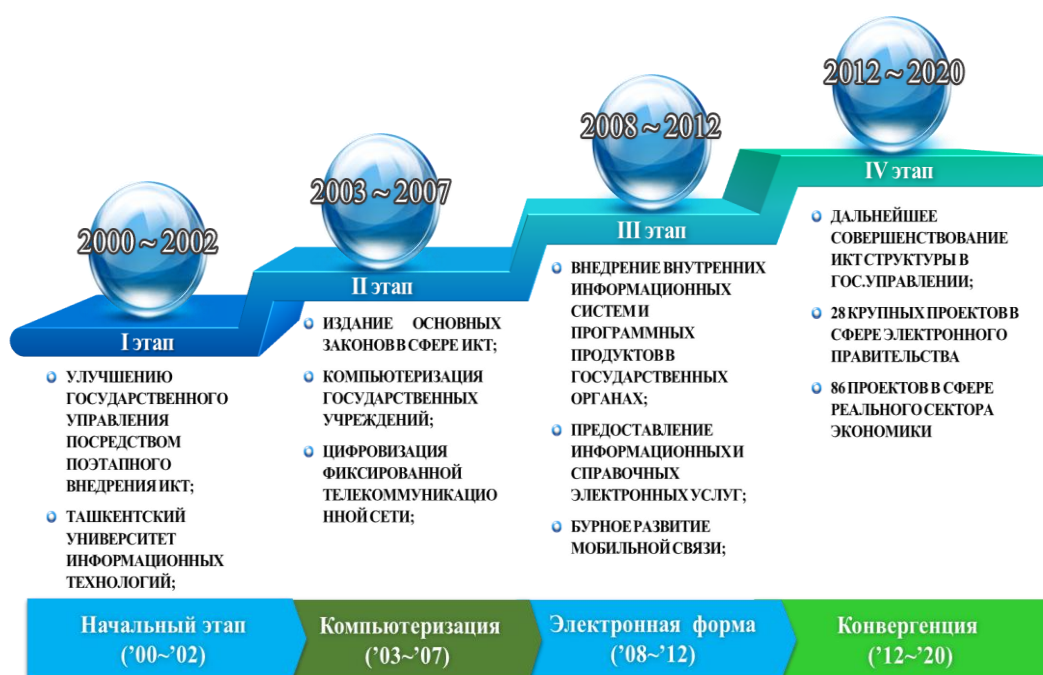 2000 ~ 2002
I этап
УЛУЧШЕНИЮ
ГОСУДАРСТВЕННОГО
УПРАВЛЕНИЯ
ПОСРЕДСТВОМ
ПОЭТАПНОГО
ВНЕДРЕНИЯ ИКТ;
ТАШКЕНТСКИЙ
УНИВЕРСИТЕТ
ИНФОРМАЦИОННЫХ
ТЕХНОЛОГИЙ;
2003 ~ 2007
II этап
ИЗДАНИЕ ОСНОВНЫХ
ЗАКОНОВ В СФЕРЕ ИКТ;
КОМПЬЮТЕРИЗАЦИЯ
ГОСУДАРСТВЕННЫХ
УЧРЕЖДЕНИЙ;
ЦИФРОВИЗАЦИЯ
ФИКСИРОВАННОЙ
ТЕЛЕКОММУНИКАЦИО
ННОЙ СЕТИ;
2008 ~ 2012
III этап
ВНЕДРЕНИЕ ВНУТРЕННИХ
ИНФОРМАЦИОННЫХ
СИСТЕМ И
ПРОГРАММНЫХ
ПРОДУКТОВ В
ГОСУДАРСТВЕННЫХ
ОРГАНАХ;
ПРЕДОСТАВЛЕНИЕ
ИНФОРМАЦИОННЫХ И
СПРАВОЧНЫХ
ЭЛЕКТРОННЫХ УСЛУГ;
БУРНОЕ РАЗВИТИЕ
МОБИЛЬНОЙ СВЯЗИ;
2012 ~ 2020
IV этап
ДАЛЬНЕЙШЕЕ
СОВЕРШЕНСТВОВАНИЕ
ИКТ СТРУКТУРЫ В
ГОС.УПРАВЛЕНИИ;
28 КРУПНЫХ ПРОЕКТОВ В
СФЕРЕ ЭЛЕКТРОННОГО
ПРАВИТЕЛЬСТВА
86 ПРОЕКТОВ В СФЕРЕ
РЕАЛЬНОГО СЕКТОРА
ЭКОНОМИКИ
Начальный этап
(’00~’02)
Компьютеризация
(’03~’07)
Электронная форма
(’08~’12)
Конвергенция
(’12~’20)